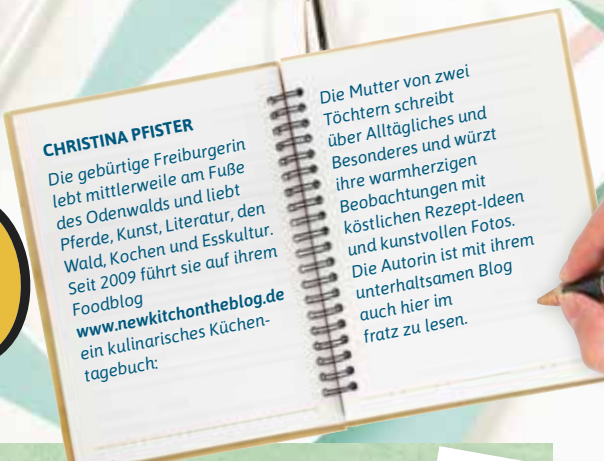 CHRISTINA PFISTER
Die gebürtige Freiburgerin
lebt mittlerweile am Fuße
des Odenwalds und liebt
Pferde, Kunst, Literatur, den
Wald, Kochen und Esskultur.
Seit 2009 führt sie auf ihrem
Foodblog
www.newkitchontheblog.de
ein kulinarisches Küchen-
tagebuch:
Die Mutter von zwei
Töchtern schreibt
über Alltägliches und
Besonderes und würzt
ihre warmherzigen
Beobachtungen mit
köstlichen Rezept-Ideen
und kunstvollen Fotos.
Die Autorin ist mit ihrem
unterhaltsamen Blog
auch hier im
fratz zu lesen.